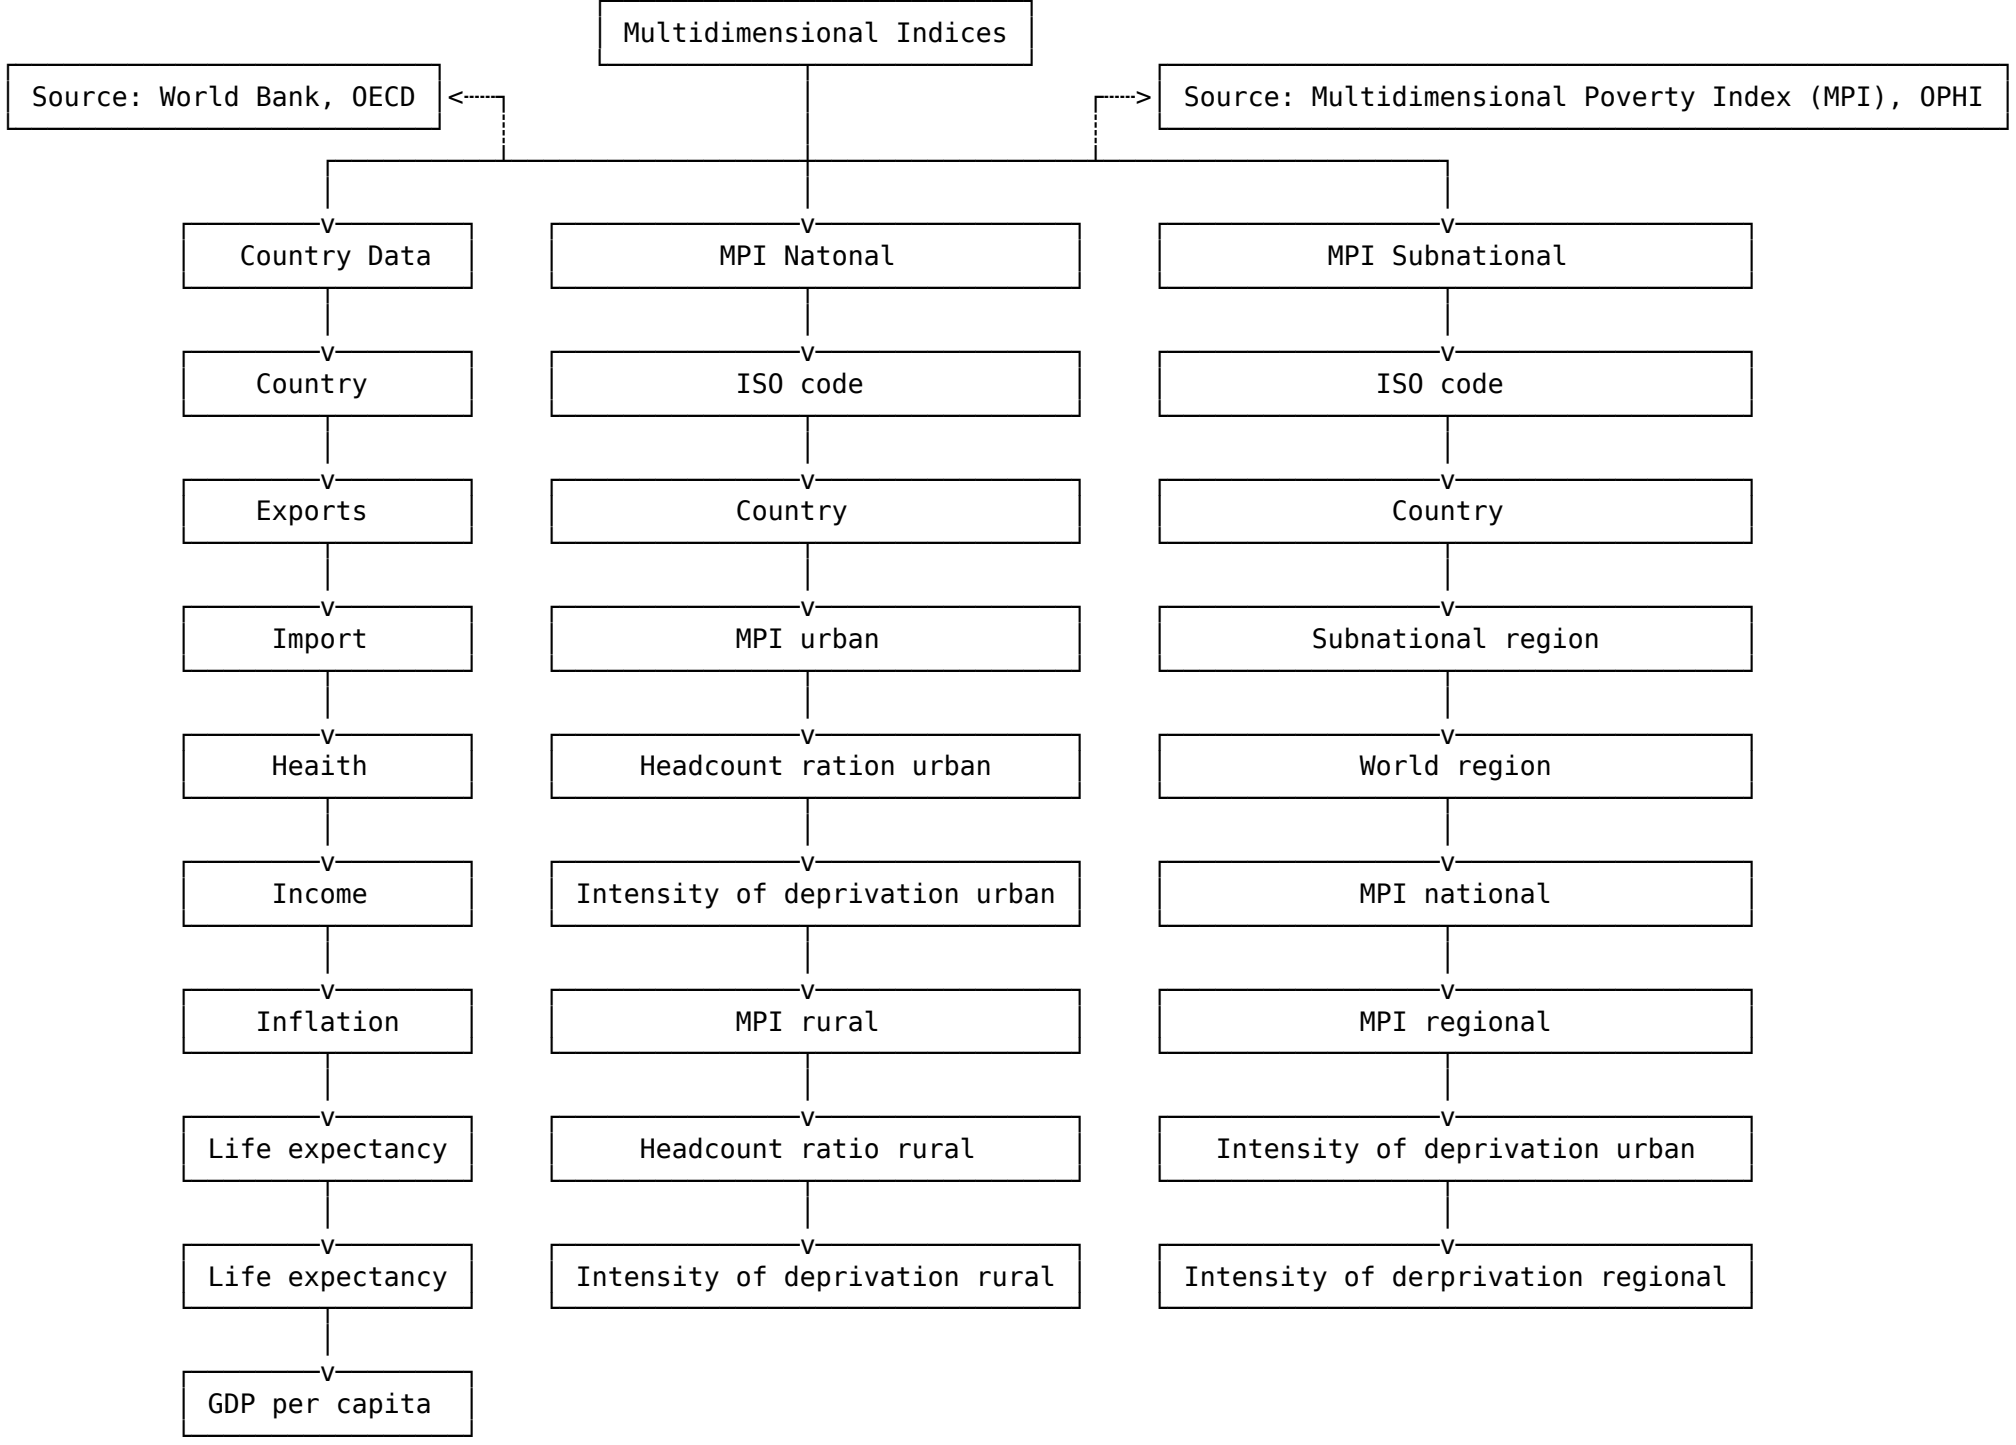 Multidimensional Indices
Source: World Bank, OECD
Source: Multidimensional Poverty Index (MPI), OPHI
Country Data
MPI Natonal
MPI Subnational
Country
ISO code
ISO code
Exports
Country
Country
Import
MPI urban
Subnational region
Heaith
Headcount ration urban
World region
Income
Intensity of deprivation urban
MPI national
Inflation
MPI rural
MPI regional
Life expectancy
Headcount ratio rural
Intensity of deprivation urban
Life expectancy
Intensity of deprivation rural
Intensity of derprivation regional
GDP per capita